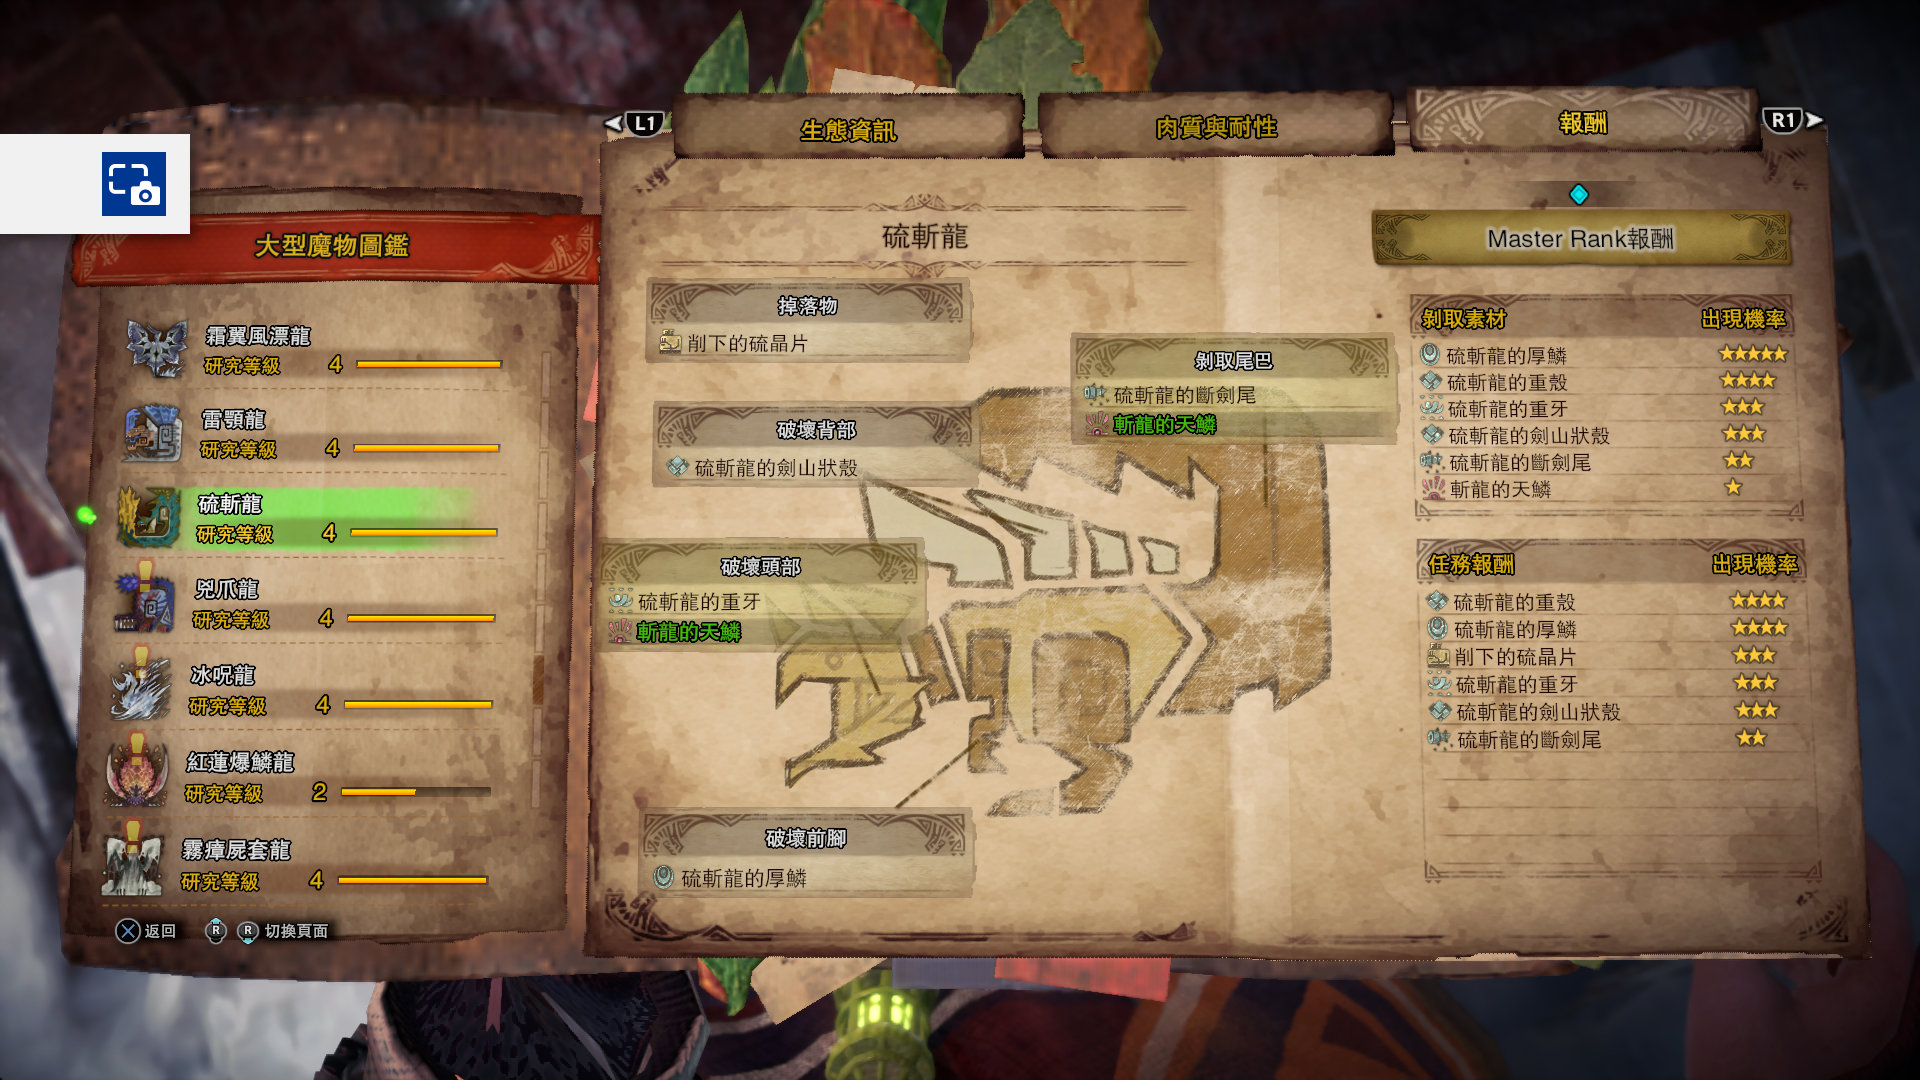 L1
生態資訊
肉質與耐性
報酬
R1
大型魔物圖鑑
霜翼風漂龍
研究等級 4
雷顎龍
研究等級 4
硫斬龍
研究等級 4
兇爪龍
研究等級 4
冰呪龍
研究等級 4
紅蓮爆鱗龍
研究等級 2
霧瘴屍套龍
研究等級 4
返回
R R 切換頁面
硫斬龍
掉落物
削下的硫晶片
剝取尾巴
硫斬龍的斷劍尾
斬龍的天鱗
破壞背部
硫斬龍的劍山狀殼
破壞頭部
硫斬龍的重牙
斬龍的天鱗
破壞前腳
硫斬龍的厚鱗
Master Rank報酬
剝取素材 出現機率
硫斬龍的厚鱗 ★★★★★
硫斬龍的重殼 ★★★★
硫斬龍的重牙 ★★★
硫斬龍的劍山狀殼 ★★★
硫斬龍的斷劍尾 ★★
斬龍的天鱗 ★
任務報酬 出現機率
硫斬龍的重殼 ★★★★
硫斬龍的厚鱗 ★★★★
削下的硫晶片 ★★★
硫斬龍的重牙 ★★★
硫斬龍的劍山狀殼 ★★★
硫斬龍的斷劍尾 ★★